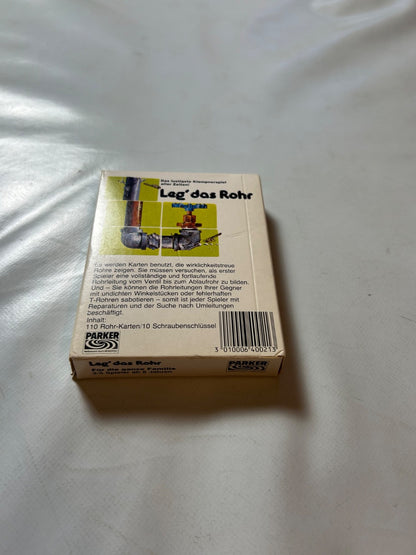 Das lustigste Klempnerspiel
aller Zeiten!
Leg' das Rohr
Es werden Karten benutzt, die wirklichkeitstreue
Rohre zeigen. Sie müssen versuchen, als erster
Spieler eine vollständige und fortlaufende
Rohrleitung vom Ventil bis zum Ablaufrohr zu bilden.
Und – Sie können die Rohrleitungen Ihrer Gegner
mit undichten Winkelstücken oder fehlerhaften
T-Rohren sabotieren – somit ist jeder Spieler mit
Reparaturen und der Suche nach Umleitungen
beschäftigt.
Inhalt:
110 Rohr-Karten/10 Schraubenschlüssel
PARKER
3 010006 400213
Leg' das Rohr
Für die ganze Familie
PARKER